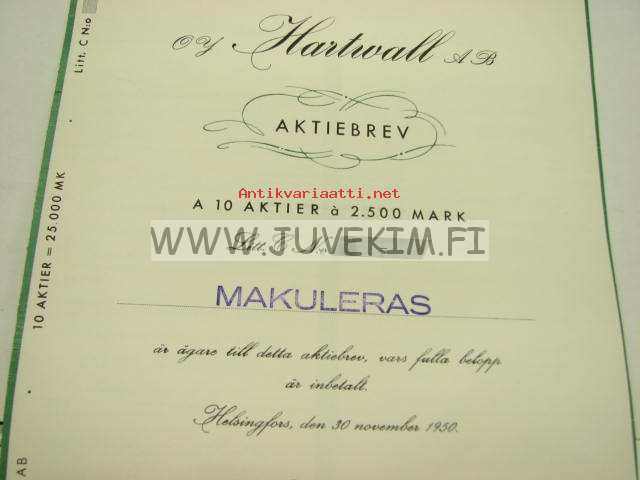 Litt. C N:o
10 AKTIER = 25.000 MK
AB
OY Hartwall AB
AKTIEBREV
Antikvariaatti.net
A 10 AKTIER à 2.500 MARK
WWW.JUVEKIM.FI
Litt. C N:o
MAKULERAS
är ägare till detta aktiebrev, vars fulla belopp
är inbetalt.
Helsingfors, den 30 november 1950.